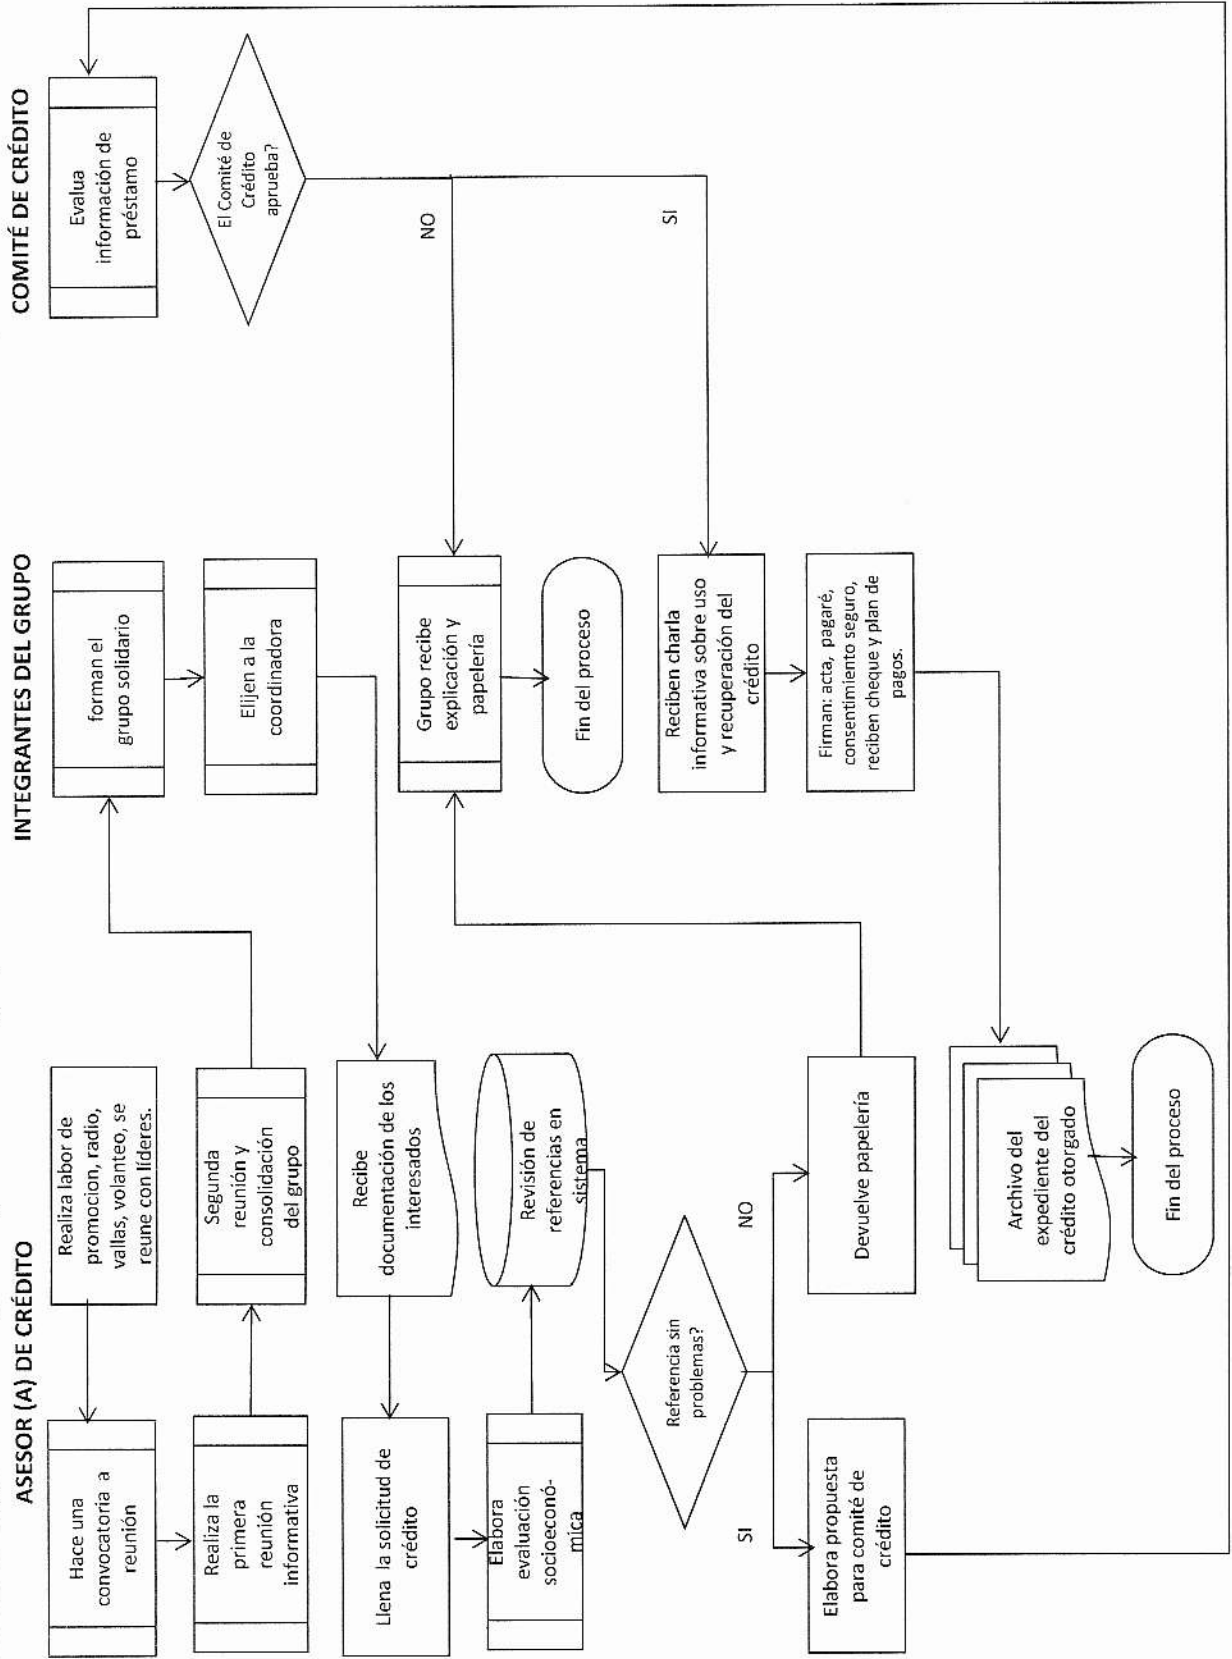 ASESOR (A) DE CRÉDITO
INTEGRANTES DEL GRUPO
COMITÉ DE CRÉDITO
Realiza labor de
promocion, radio,
vallas, volanteo, se
reune con líderes.
Hace una
convocatoria a
reunión
Realiza la
primera
reunión
informativa
Segunda
reunión y
consolidación
del grupo
forman el
grupo solidario
Elijen a la
coordinadora
Recibe
documentación de los
interesados
Llena la solicitud de
crédito
Elabora
evaluación
socioeconó-
mica
Revisión de
referencias en
sistema
Referencia sin
problemas?
SI
NO
Elabora propuesta
para comité de
crédito
Devuelve papelería
Evalua
información de
préstamo
El Comité de
Crédito
aprueba?
NO
SI
Grupo recibe
explicación y
papelería
Fin del proceso
Reciben charla
informativa sobre uso
y recuperación del
crédito
Firman: acta, pagaré,
consentimiento seguro,
reciben cheque y plan de
pagos.
Archivo del
expediente del
crédito otorgado
Fin del proceso